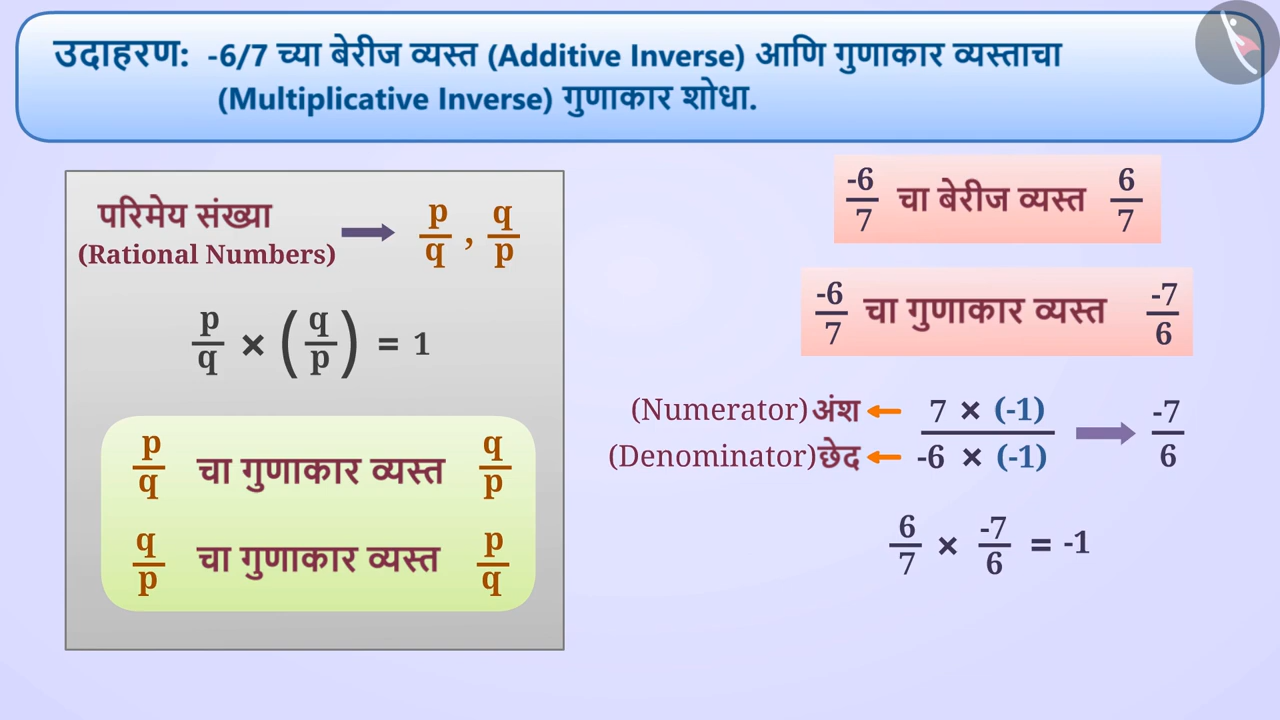 उदाहरण: -6/7 च्या बेरीज व्यस्त (Additive Inverse) आणि गुणाकार व्यस्ताचा
(Multiplicative Inverse) गुणाकार शोधा.
परिमेय संख्या
(Rational Numbers) → p/q , q/p
p/q × (q/p) = 1
p/q चा गुणाकार व्यस्त q/p
q/p चा गुणाकार व्यस्त p/q
-6/7 चा बेरीज व्यस्त 6/7
-6/7 चा गुणाकार व्यस्त -7/6
(Numerator) अंश ← 7 × (-1)
(Denominator) छेद ← -6 × (-1) → -7/6
6/7 × -7/6 = -1